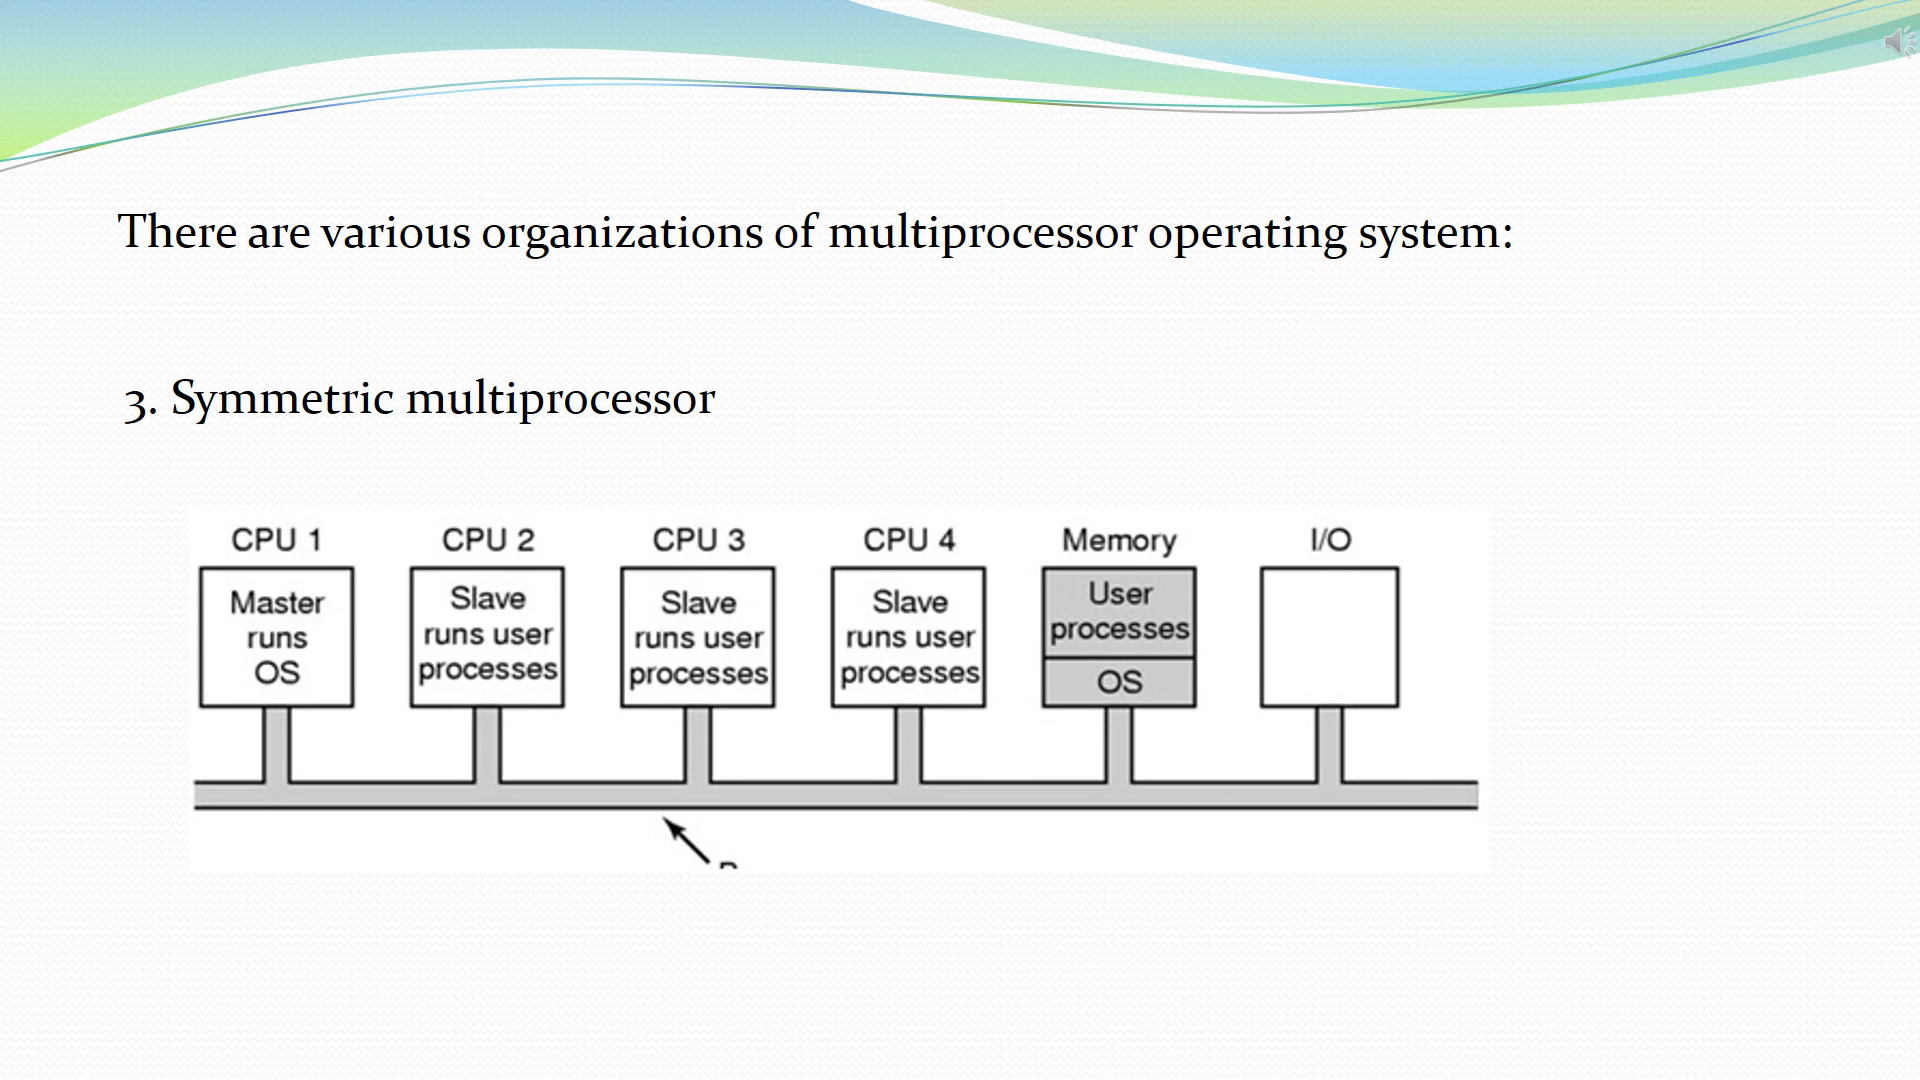 There are various organizations of multiprocessor operating system:
3. Symmetric multiprocessor
CPU 1 CPU 2 CPU 3 CPU 4 Memory I/O
Master
runs
OS
Slave
runs user
processes
Slave
runs user
processes
Slave
runs user
processes
User
processes
OS